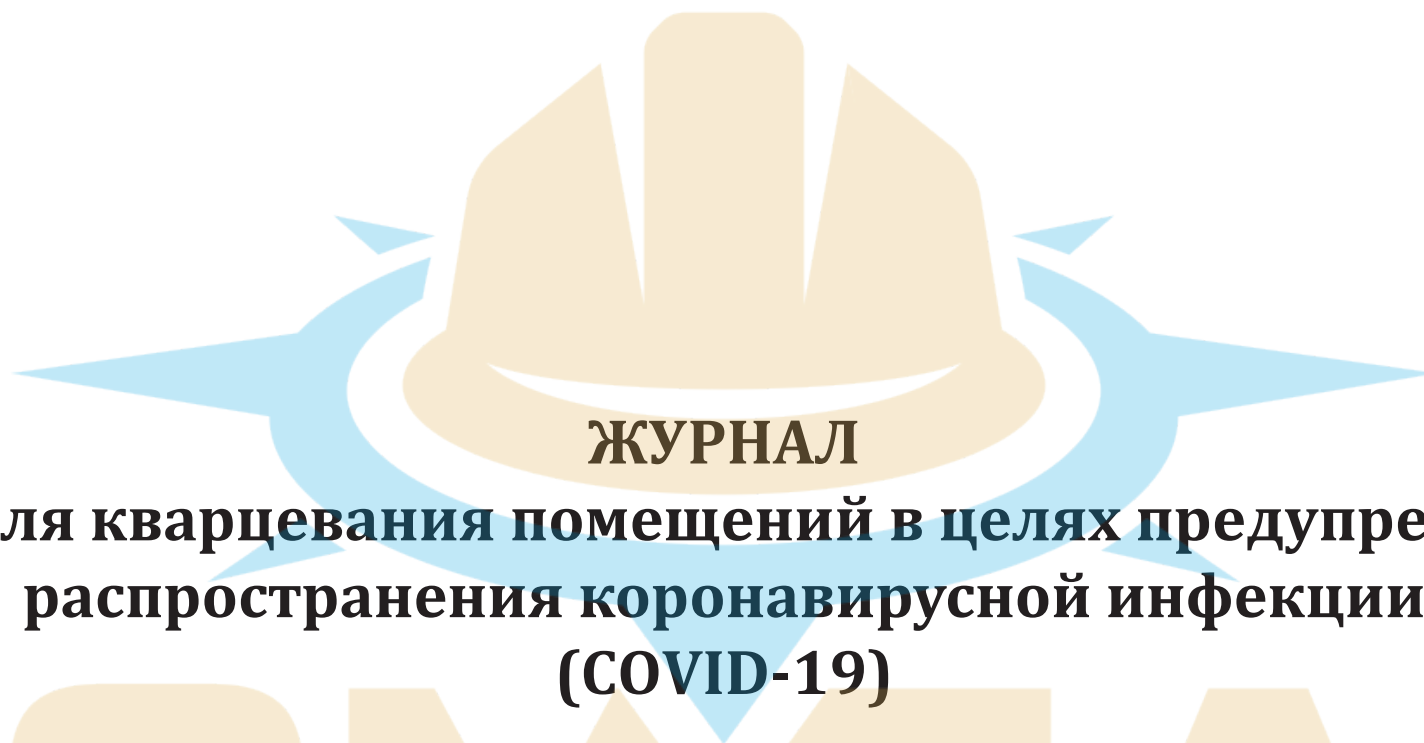 ЖУРНАЛ
ля кварцевания помещений в целях предупре
распространения коронавирусной инфекции
(COVID-19)